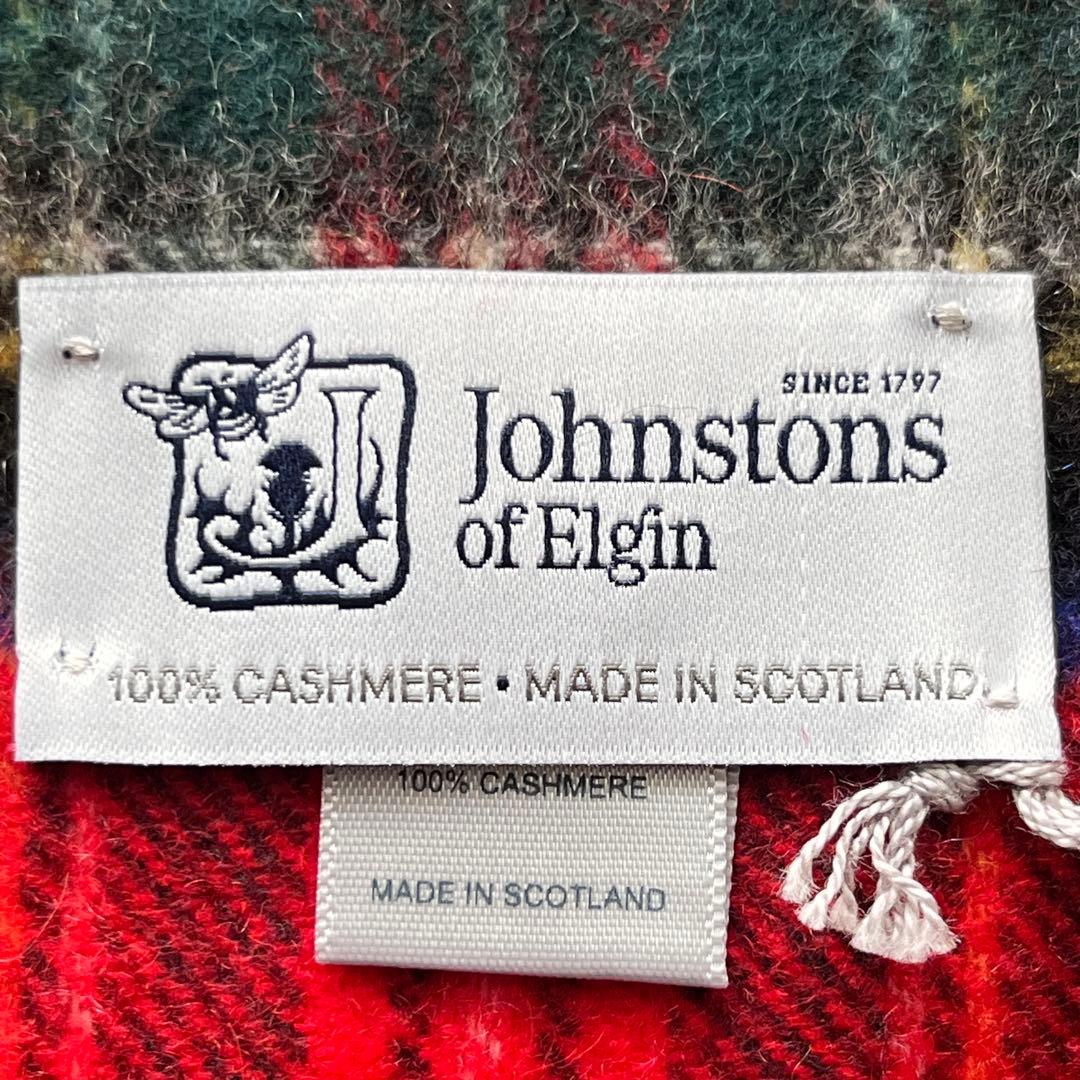 SINCE 1797
Johnstons
of Elgin
100% CASHMERE • MADE IN SCOTLAND
100% CASHMERE
MADE IN SCOTLAND